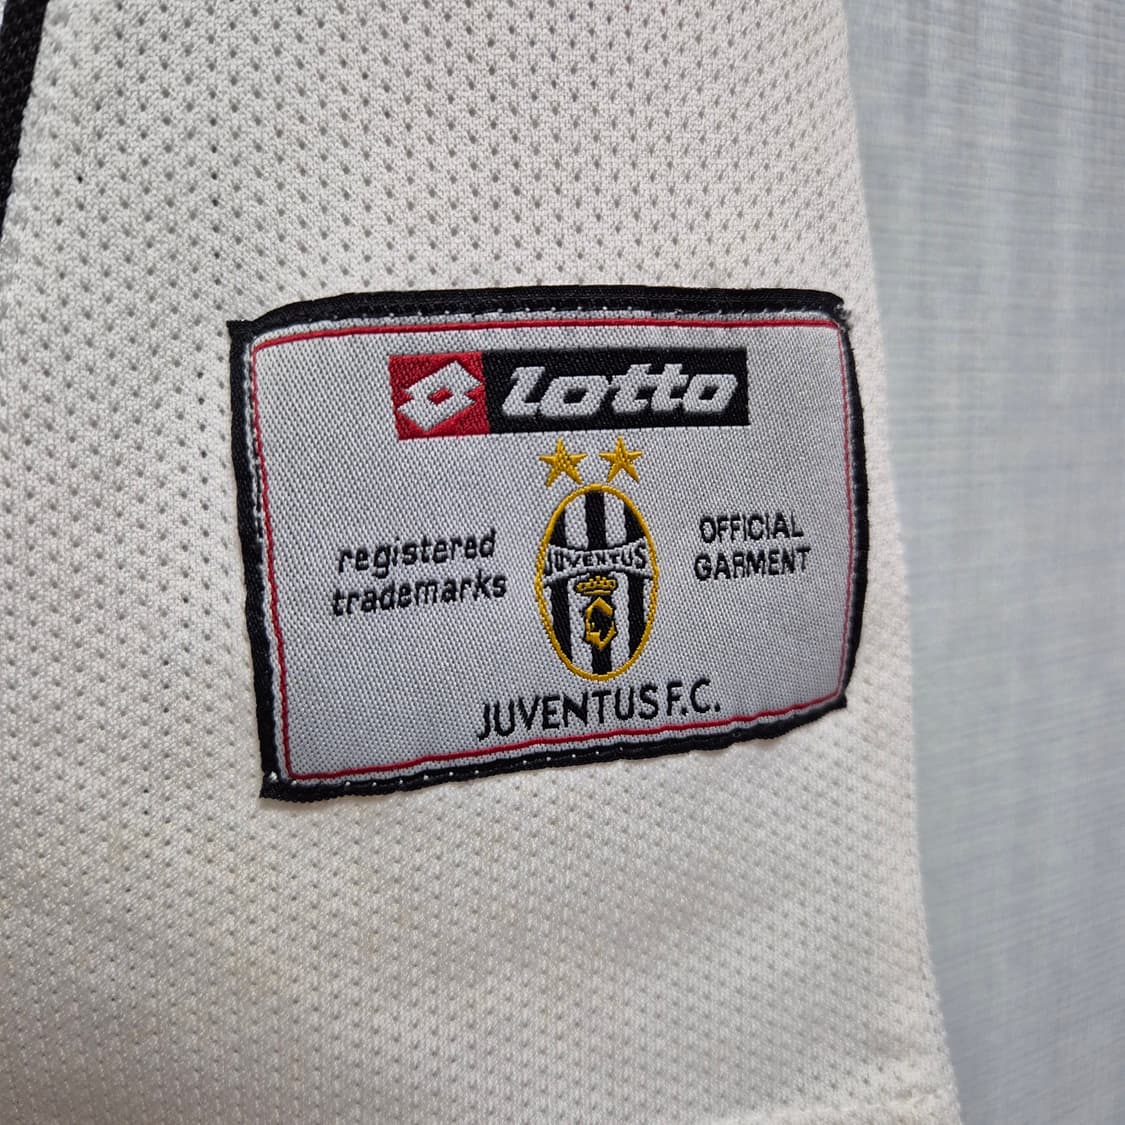 Lotto
JUVENTUS
registered
trademarks
OFFICIAL
GARMENT
JUVENTUS F.C.